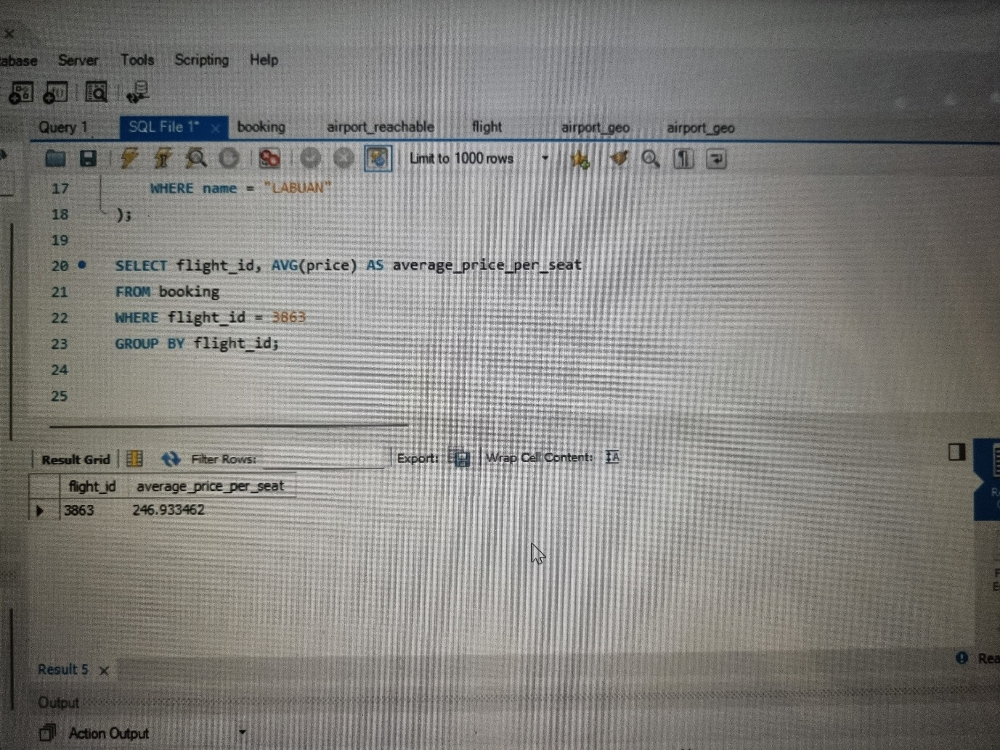 Server Tools Scripting Help
Query 1 SQL File 1* booking airport_reachable flight airport_geo airport_geo
Limit to 1000 rows
17 WHERE name = "LABUAN"
18 );
19
20 SELECT flight_id, AVG(price) AS average_price_per_seat
21 FROM booking
22 WHERE flight_id = 3863
23 GROUP BY flight_id;
24
25
Result Grid Filter Rows: Export: Wrap Cell Content: IA
flight_id average_price_per_seat
3863 246.933462
Result 5
Output
Action Output